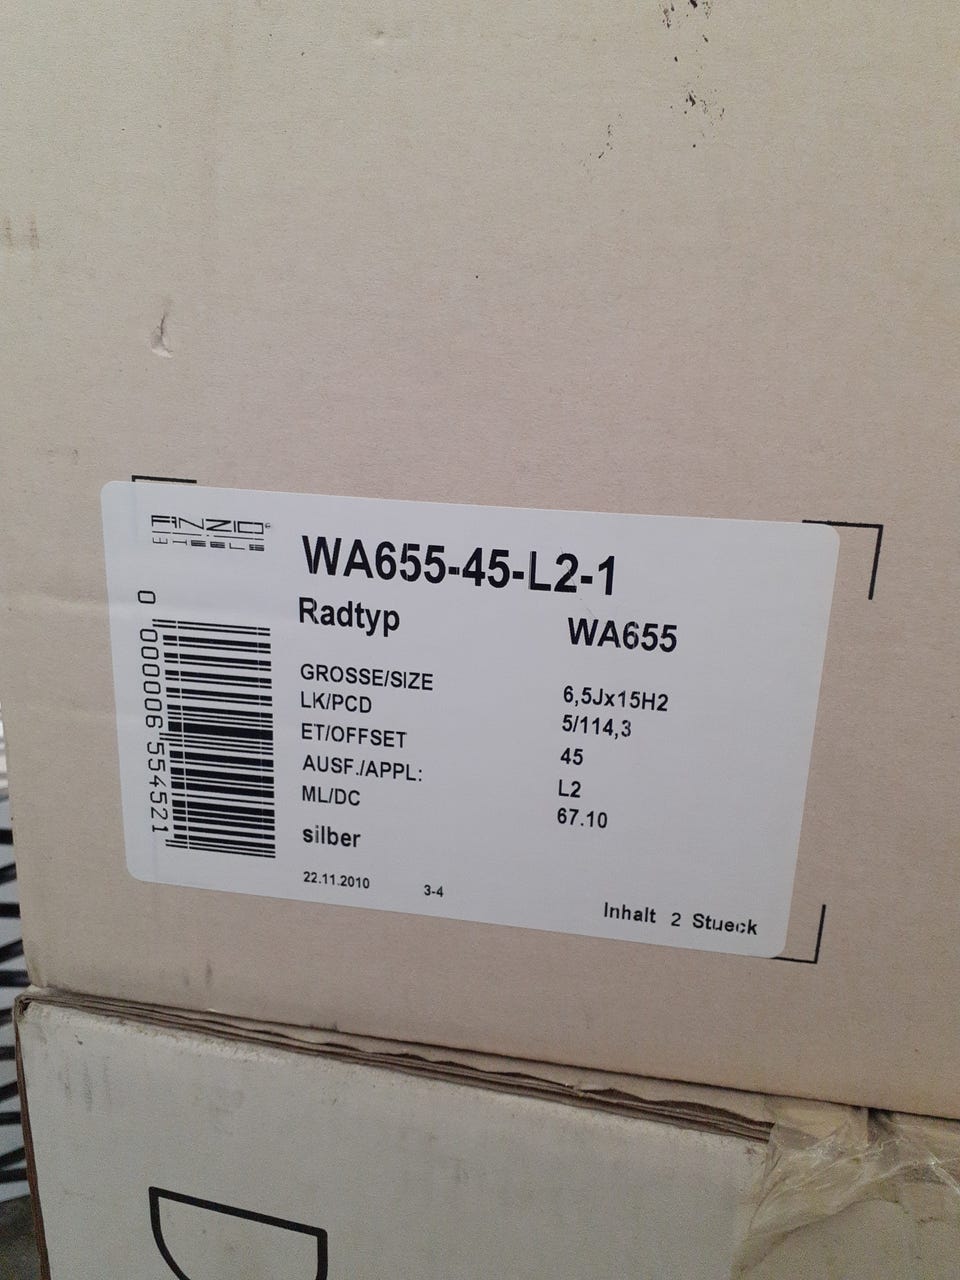 ANZIO®
WHEELS
WA655-45-L2-1
Radtyp WA655
GROSSE/SIZE 6,5Jx15H2
LK/PCD 5/114,3
ET/OFFSET 45
AUSF./APPL: L2
ML/DC 67.10
silber
22.11.2010 3-4
Inhalt 2 Stueck
0 000006 554521